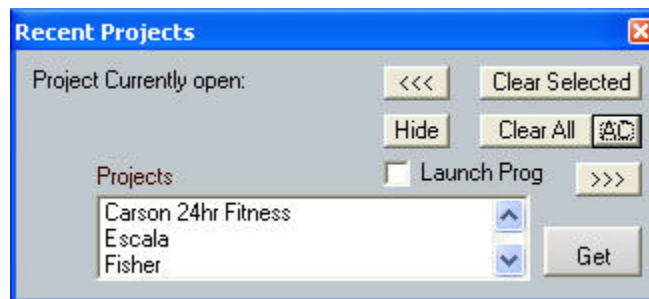 Recent Projects
Project Currently open:
<<<
Clear Selected
Hide
Clear All
AC
Projects
Launch Prog
>>>
Carson 24hr Fitness
Escala
Fisher
Get